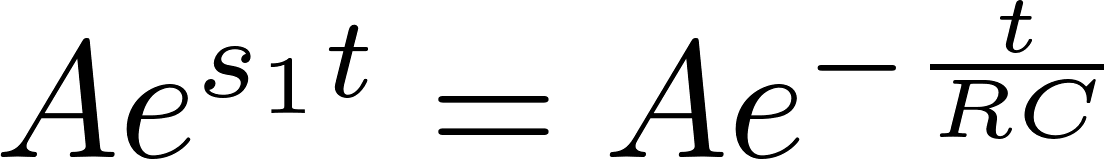 $Ae^{s_1 t} = Ae^{-\frac{t}{RC}}$